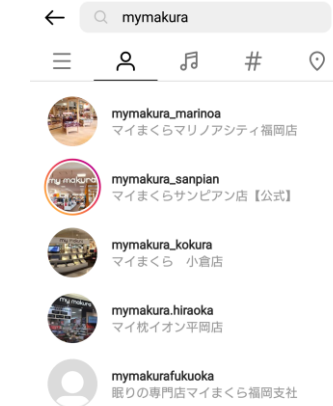 mymakura
mymakura_marinoa
マイまくらマリノアシティ福岡店
mymakura_sanpian
マイまくらサンピアン店【公式】
mymakura_kokura
マイまくら　小倉店
mymakura.hiraoka
マイ枕イオン平岡店
mymakurafukuoka
眠りの専門店マイまくら福岡支社